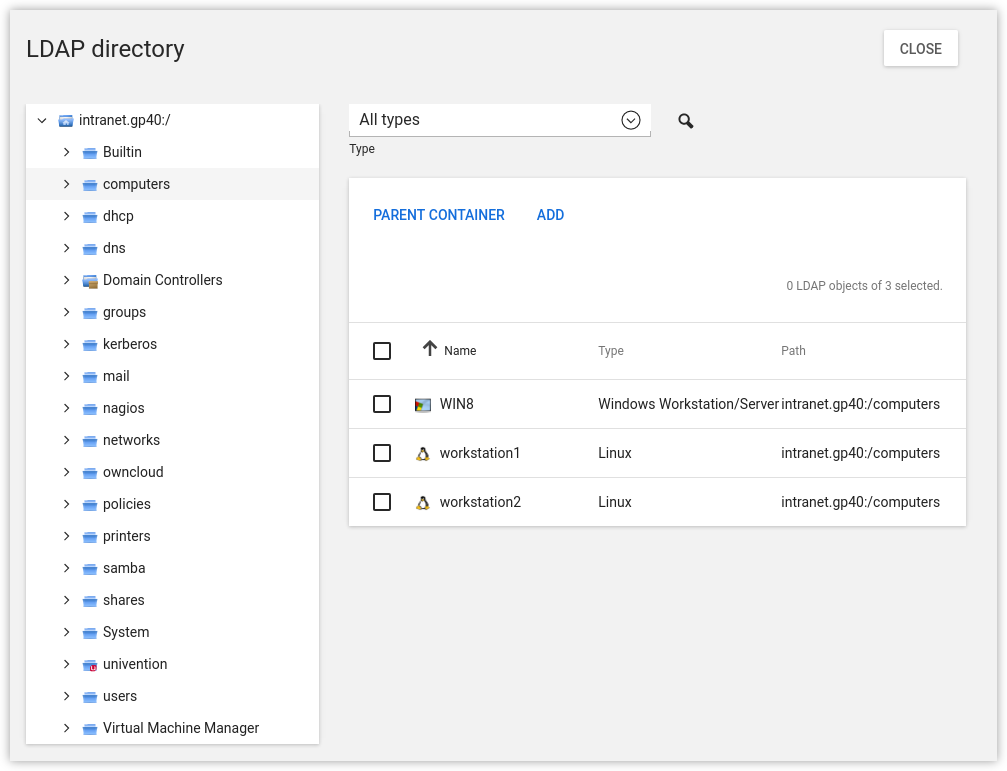 LDAP directory
CLOSE
intranet.gp40:/
Builtin
computers
dhcp
dns
Domain Controllers
groups
kerberos
mail
nagios
networks
owncloud
policies
printers
samba
shares
System
univention
users
Virtual Machine Manager
All types
Type
PARENT CONTAINER ADD
0 LDAP objects of 3 selected.
Name Type Path
WIN8 Windows Workstation/Server intranet.gp40:/computers
workstation1 Linux intranet.gp40:/computers
workstation2 Linux intranet.gp40:/computers